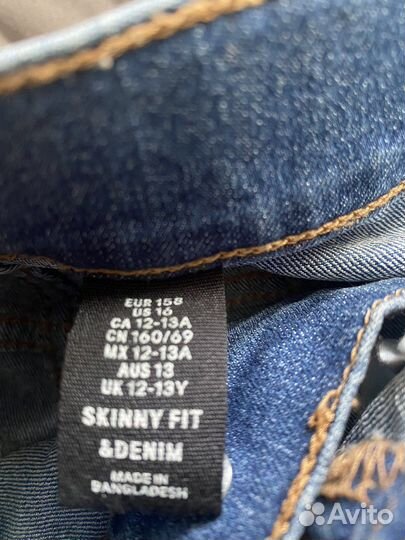 EUR 158
US 16
CA 12-13A
CN 160/69
MX 12-13A
AUS 13
UK 12-13Y
SKINNY FIT
&DENIM
MADE IN
BANGLADESH
Avito